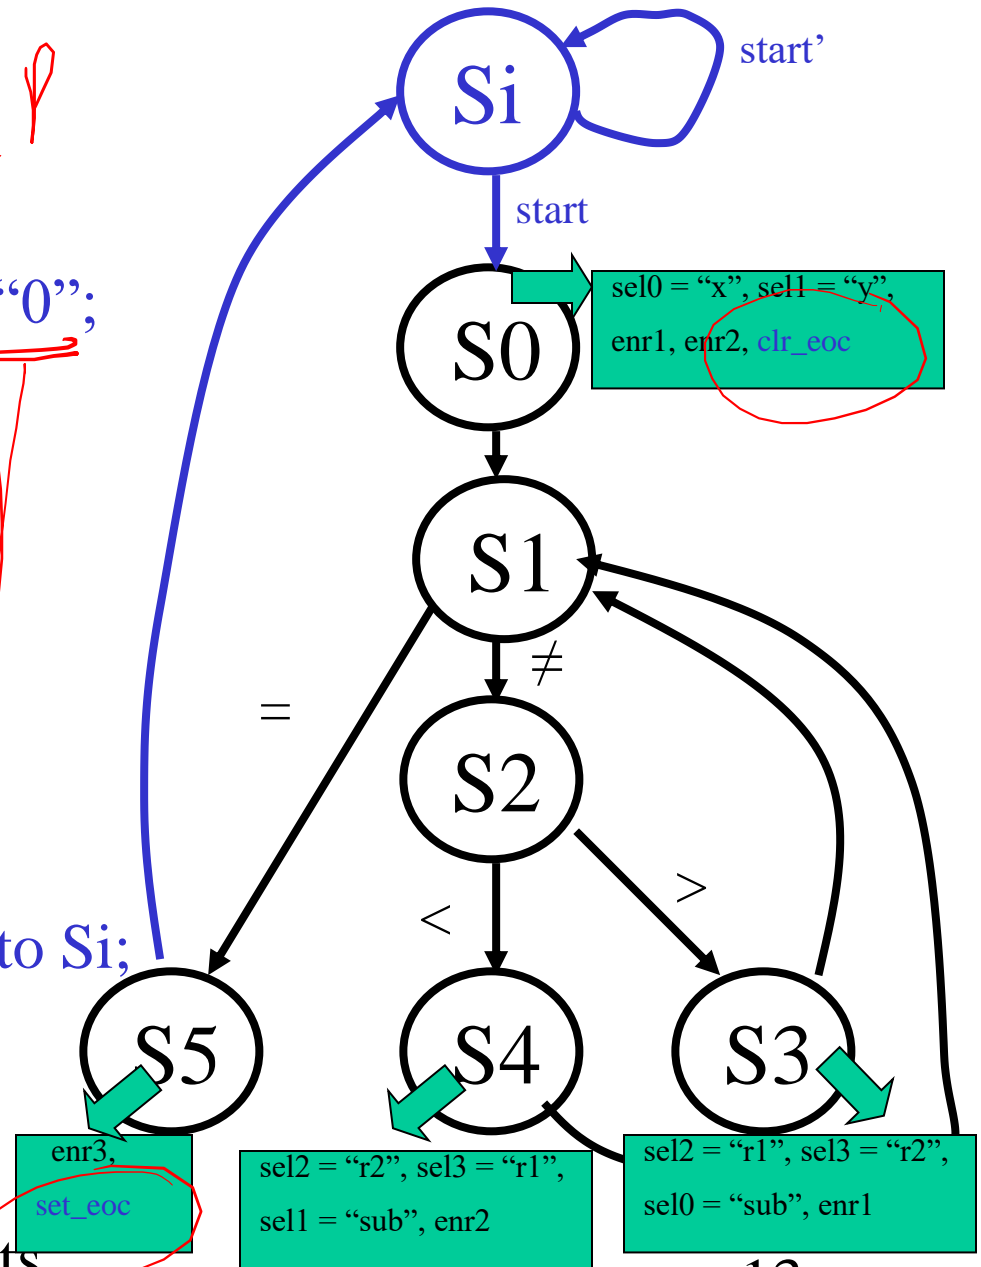 Si
start’
start
“0”;
sel0 = “x”, sel1 = “y”,
enr1, enr2, clr_eoc
S0
S1
≠
=
S2
<
>
to Si;
S5
S4
S3
enr3,
set_eoc
sel2 = “r2”, sel3 = “r1”,
sel1 = “sub”, enr2
sel2 = “r1”, sel3 = “r2”,
sel0 = “sub”, enr1